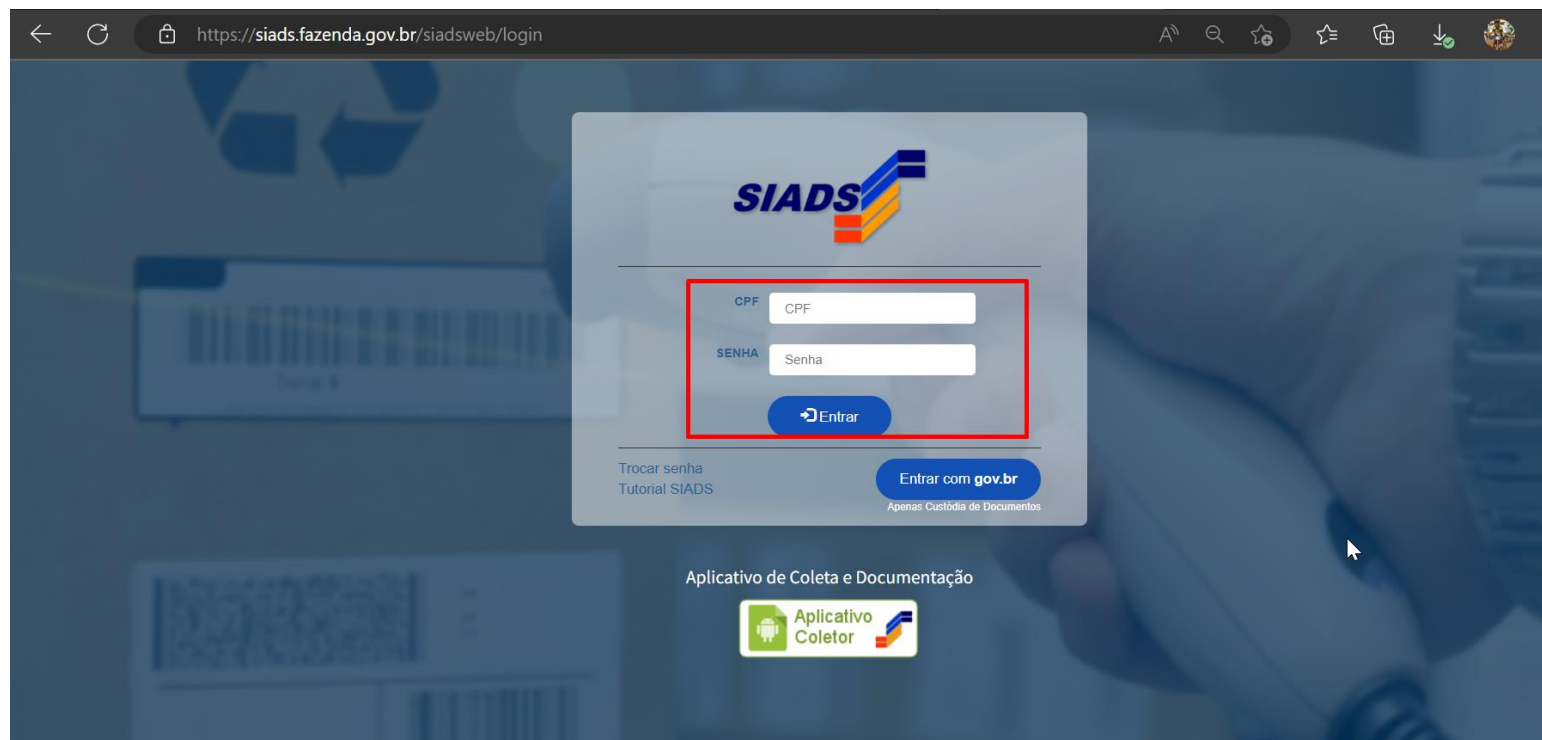 https://siads.fazenda.gov.br/siadsweb/login
SIADS
CPF CPF
SENHA Senha
Entrar
Trocar senha
Tutorial SIADS
Entrar com gov.br
Apenas Custódia de Documentos
Aplicativo de Coleta e Documentação
Aplicativo
Coletor